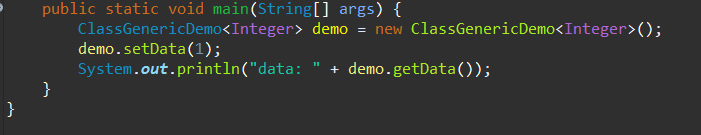 public static void main(String[] args) {
ClassGenericDemo<Integer> demo = new ClassGenericDemo<Integer>();
demo.setData(1);
System.out.println("data: " + demo.getData());
}
}